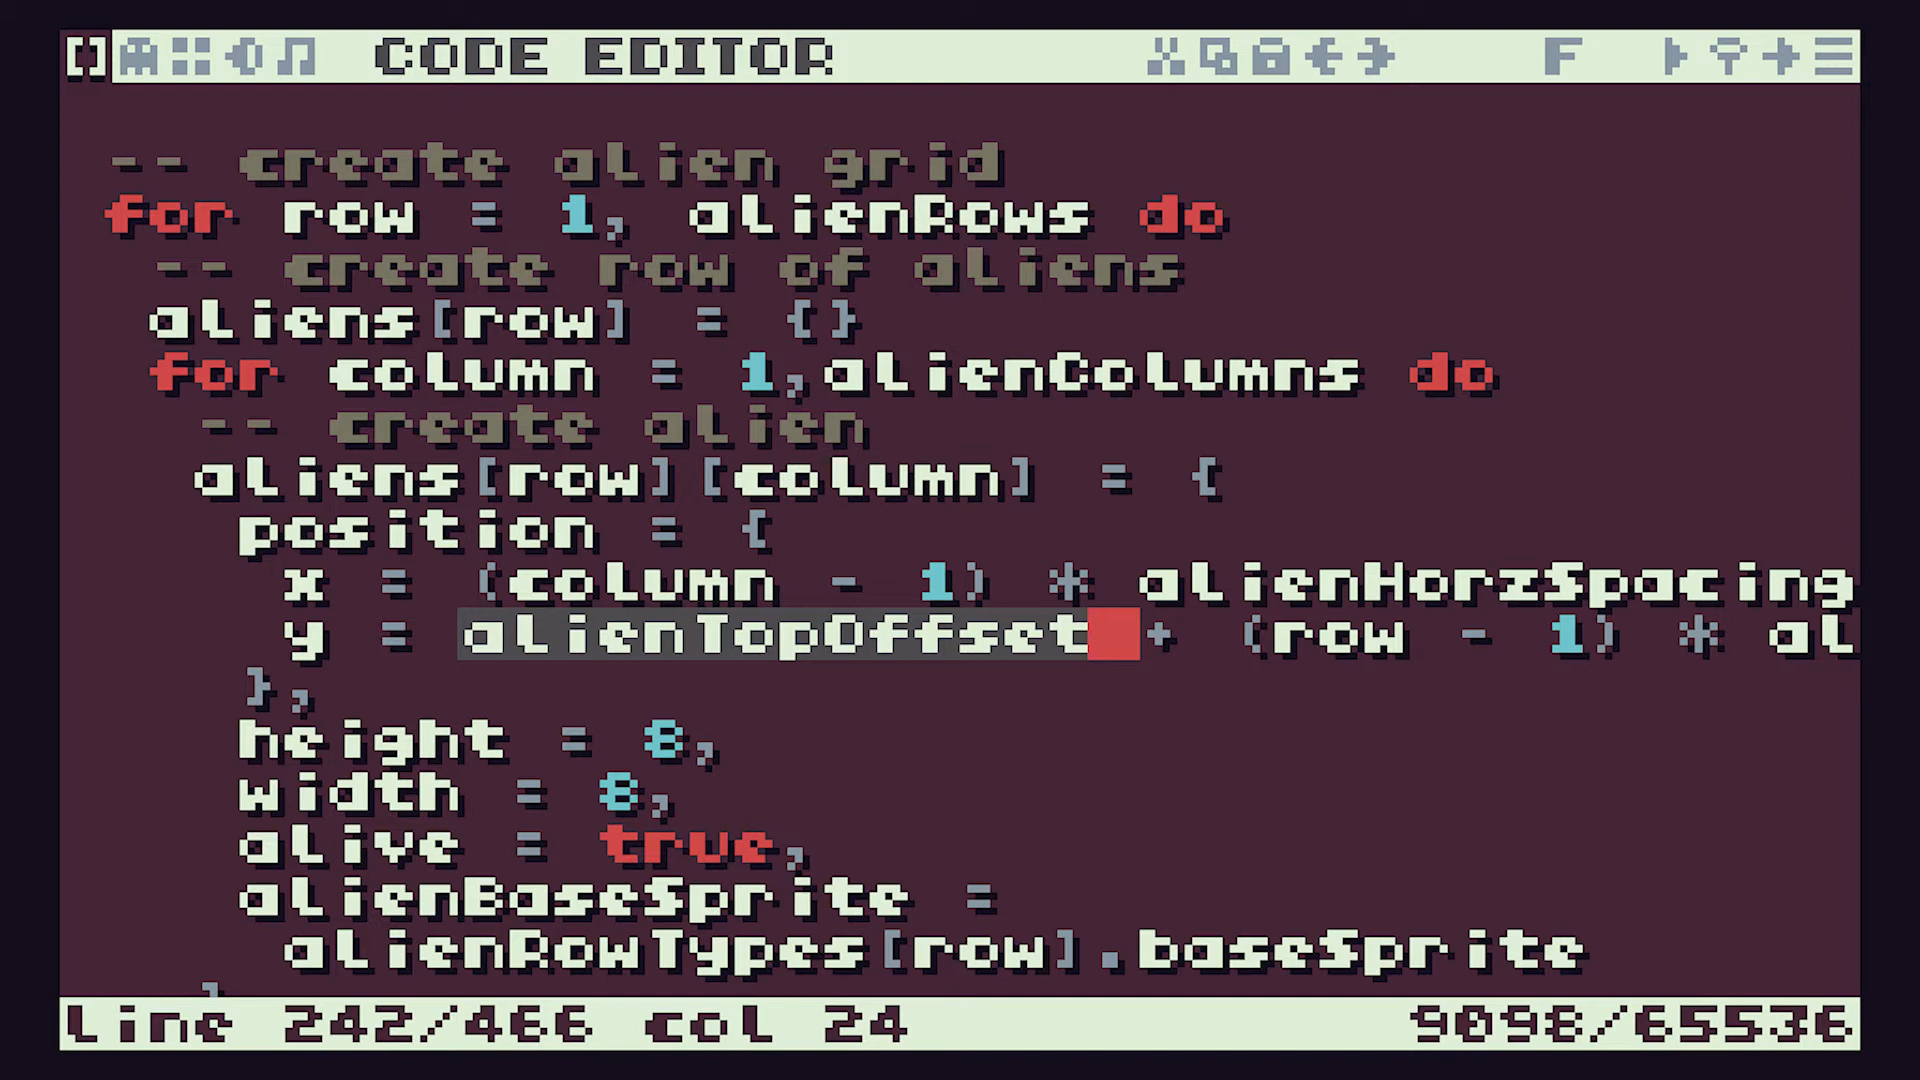 CODE EDITOR F
-- create alien grid
for row = 1, alienRows do
-- create row of aliens
aliens[row] = {}
for column = 1,alienColumns do
-- create alien
aliens[row][column] = {
position = {
x = (column - 1) * alienHorzSpacing
y = alienTopOffset + (row - 1) * al
},
height = 8,
width = 8,
alive = true,
alienBaseSprite =
alienRowTypes[row].baseSprite
line 242/466 col 24
9098/65536